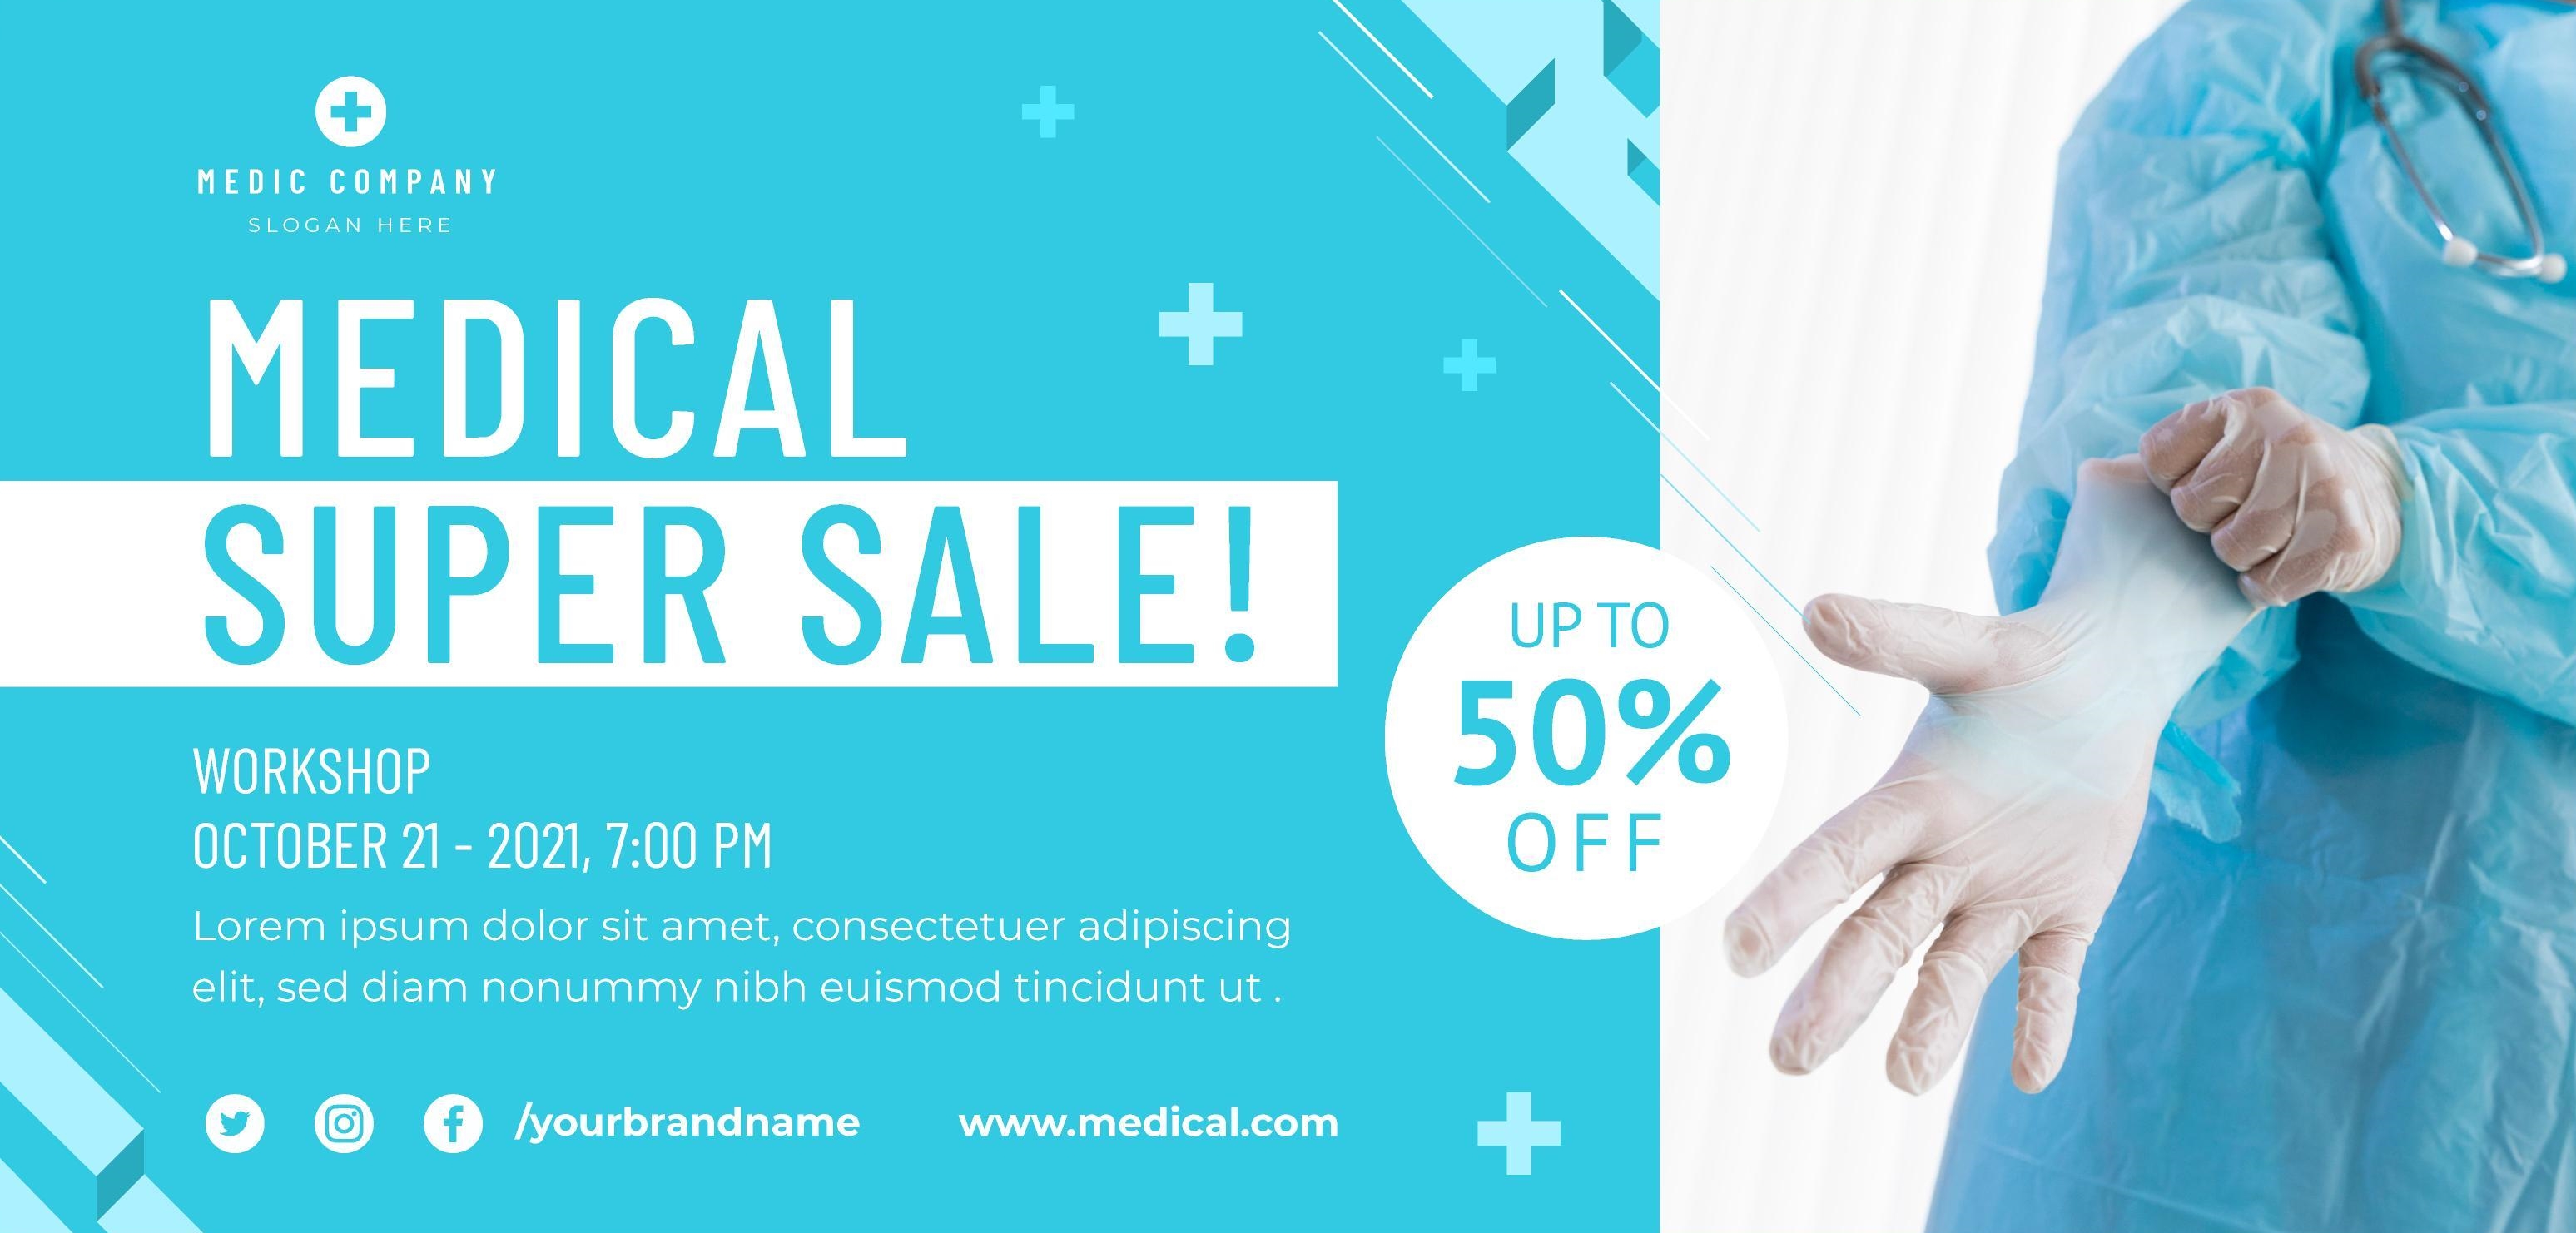 MEDIC COMPANY
SLOGAN HERE
MEDICAL
SUPER SALE!
UP TO
50%
OFF
WORKSHOP
OCTOBER 21 - 2021, 7:00 PM
Lorem ipsum dolor sit amet, consectetuer adipiscing
elit, sed diam nonummy nibh euismod tincidunt ut .
/yourbrandname www.medical.com